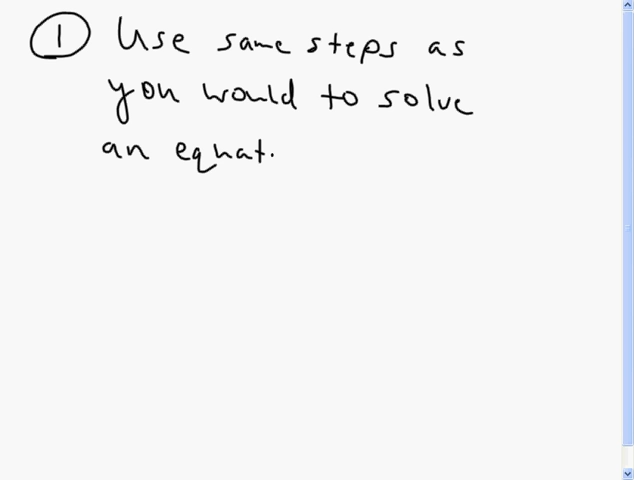 ① Use same steps as
you would to solve
an equat.